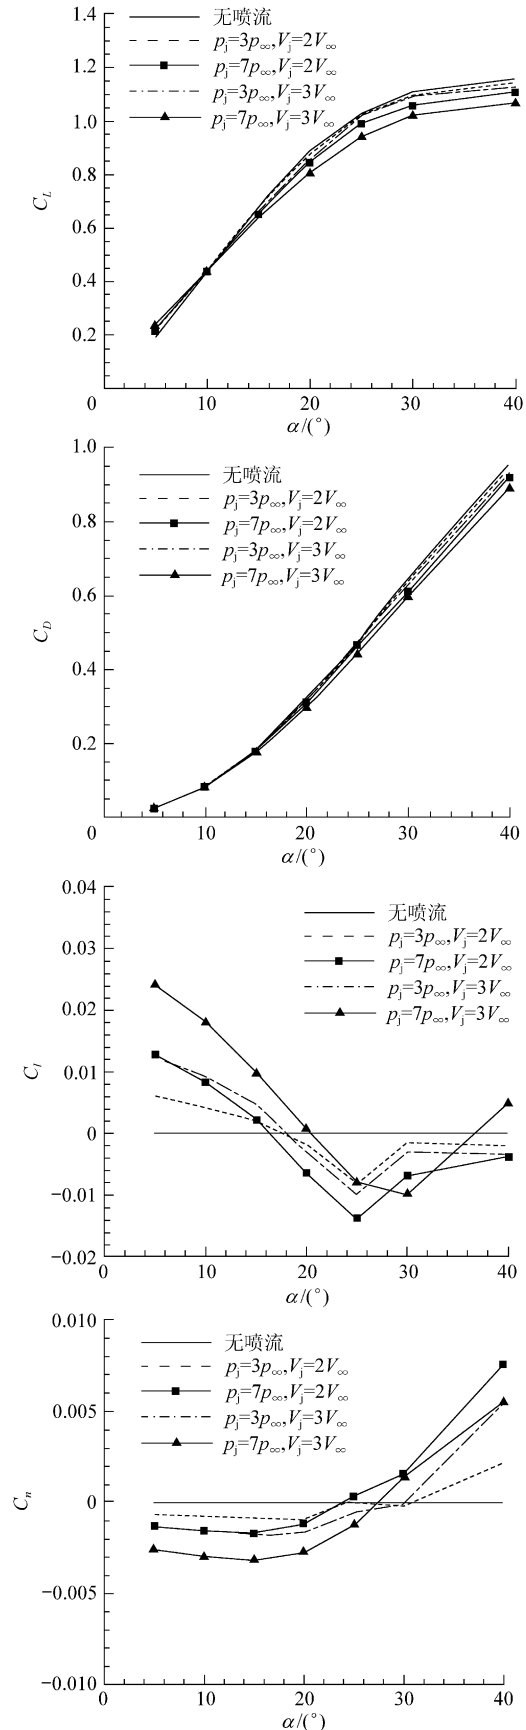 1.4
无喷流
pj=3p∞,Vj=2V∞
1.2
pj=7p∞,Vj=2V∞
pj=3p∞,Vj=3V∞
1.0
pj=7p∞,Vj=3V∞
0.8
CL
0.6
0.4
0.2
0 10 20 30 40
α/(°)
1.0
无喷流
pj=3p∞,Vj=2V∞
0.8
pj=7p∞,Vj=2V∞
pj=3p∞,Vj=3V∞
pj=7p∞,Vj=3V∞
0.6
CD
0.4
0.2
0 10 20 30 40
α/(°)
0.04
无喷流
pj=3p∞,Vj=2V∞
0.03
pj=7p∞,Vj=2V∞
pj=3p∞,Vj=3V∞
0.02
pj=7p∞,Vj=3V∞
0.01
Cl
0
−0.01
−0.02
0 10 20 30 40
α/(°)
0.010
无喷流
pj=3p∞,Vj=2V∞
pj=7p∞,Vj=2V∞
0.005
pj=3p∞,Vj=3V∞
pj=7p∞,Vj=3V∞
Cn
0
−0.005
−0.010
0 10 20 30 40
α/(°)